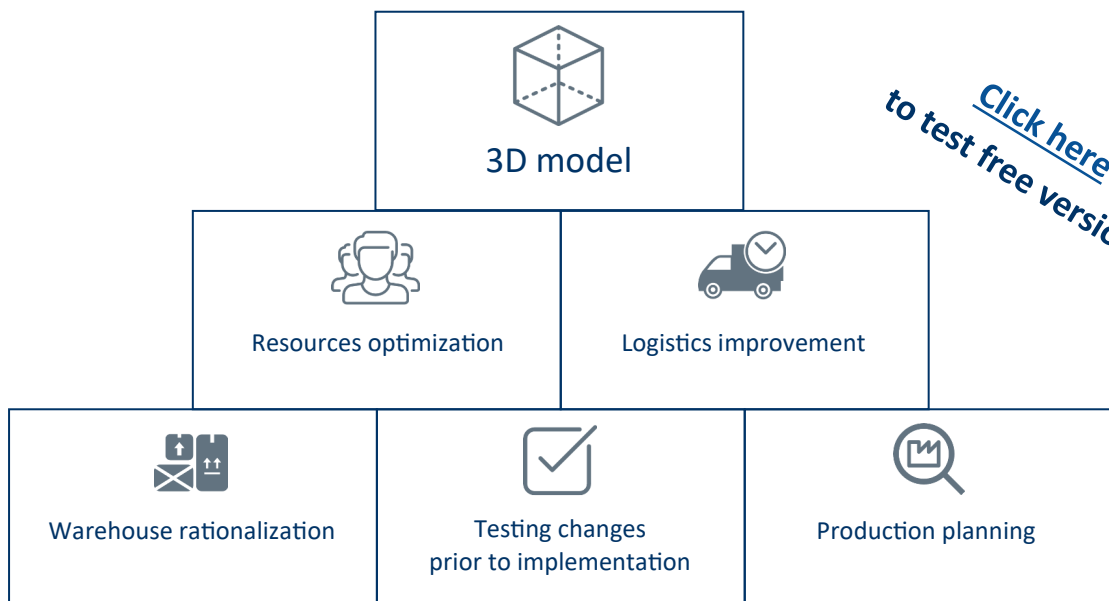 3D model
Click here
to test free versio
Resources optimization
Logistics improvement
Warehouse rationalization
Testing changes
prior to implementation
Production planning